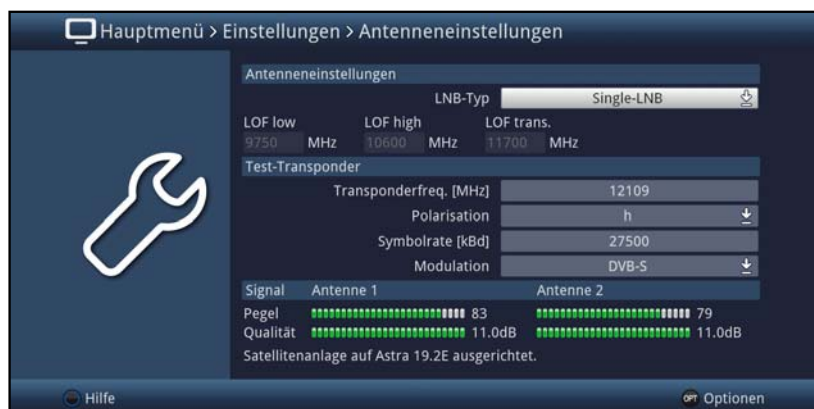 Hauptmenü > Einstellungen > Antenneneinstellungen
Antenneneinstellungen
LNB-Typ Single-LNB
LOF low LOF high LOF trans.
9750 MHz 10600 MHz 11700 MHz
Test-Transponder
Transponderfreq. [MHz] 12109
Polarisation h
Symbolrate [kBd] 27500
Modulation DVB-S
Signal Antenne 1 Antenne 2
Pegel 83 79
Qualität 11.0dB 11.0dB
Satellitenanlage auf Astra 19.2E ausgerichtet.
Hilfe OPT Optionen